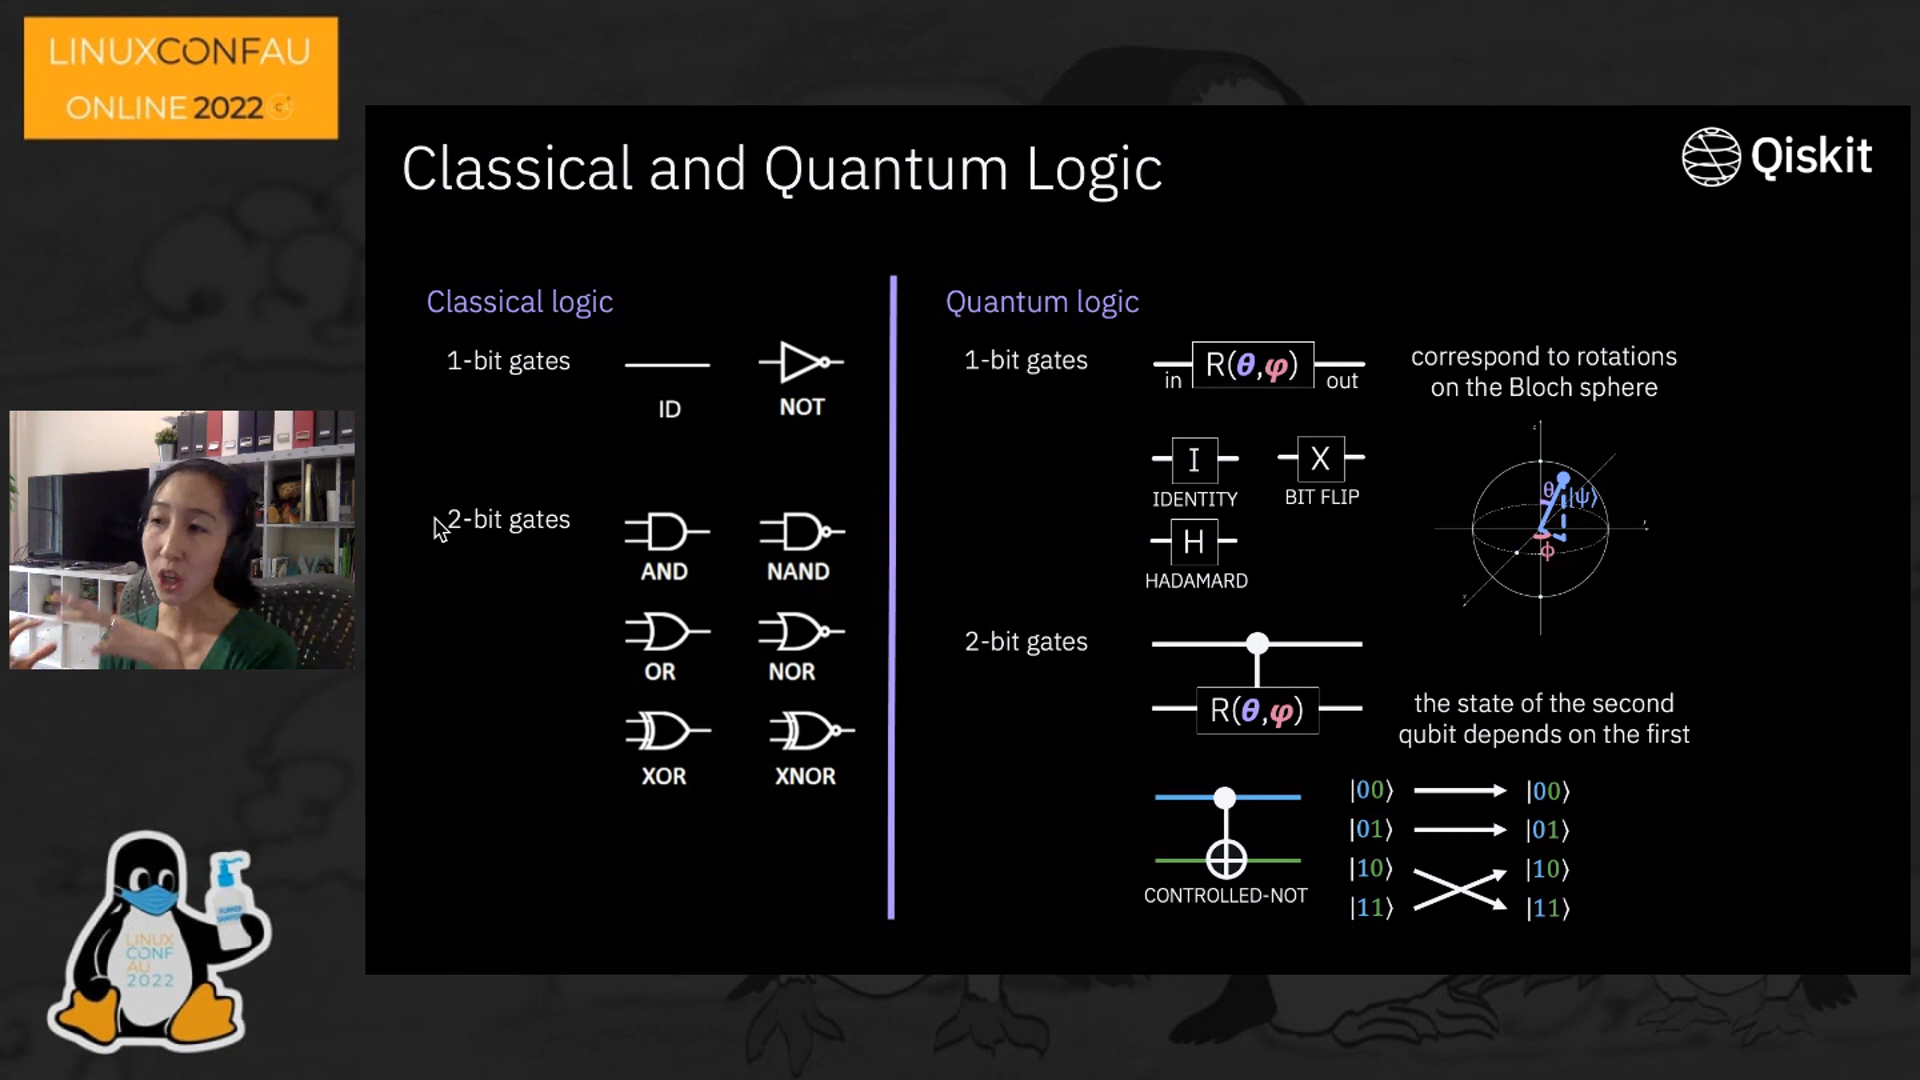 LINUXCONFAU
ONLINE 2022
Classical and Quantum Logic
Qiskit
Classical logic
1-bit gates
ID
NOT
2-bit gates
AND
NAND
OR
NOR
XOR
XNOR
Quantum logic
1-bit gates
in
R(θ,φ)
out
correspond to rotations
on the Bloch sphere
I
IDENTITY
X
BIT FLIP
H
HADAMARD
θ
|ψ⟩
ϕ
2-bit gates
R(θ,φ)
the state of the second
qubit depends on the first
CONTROLLED-NOT
|00⟩
|00⟩
|01⟩
|01⟩
|10⟩
|10⟩
|11⟩
|11⟩
LINUX
CONF
AU
2022